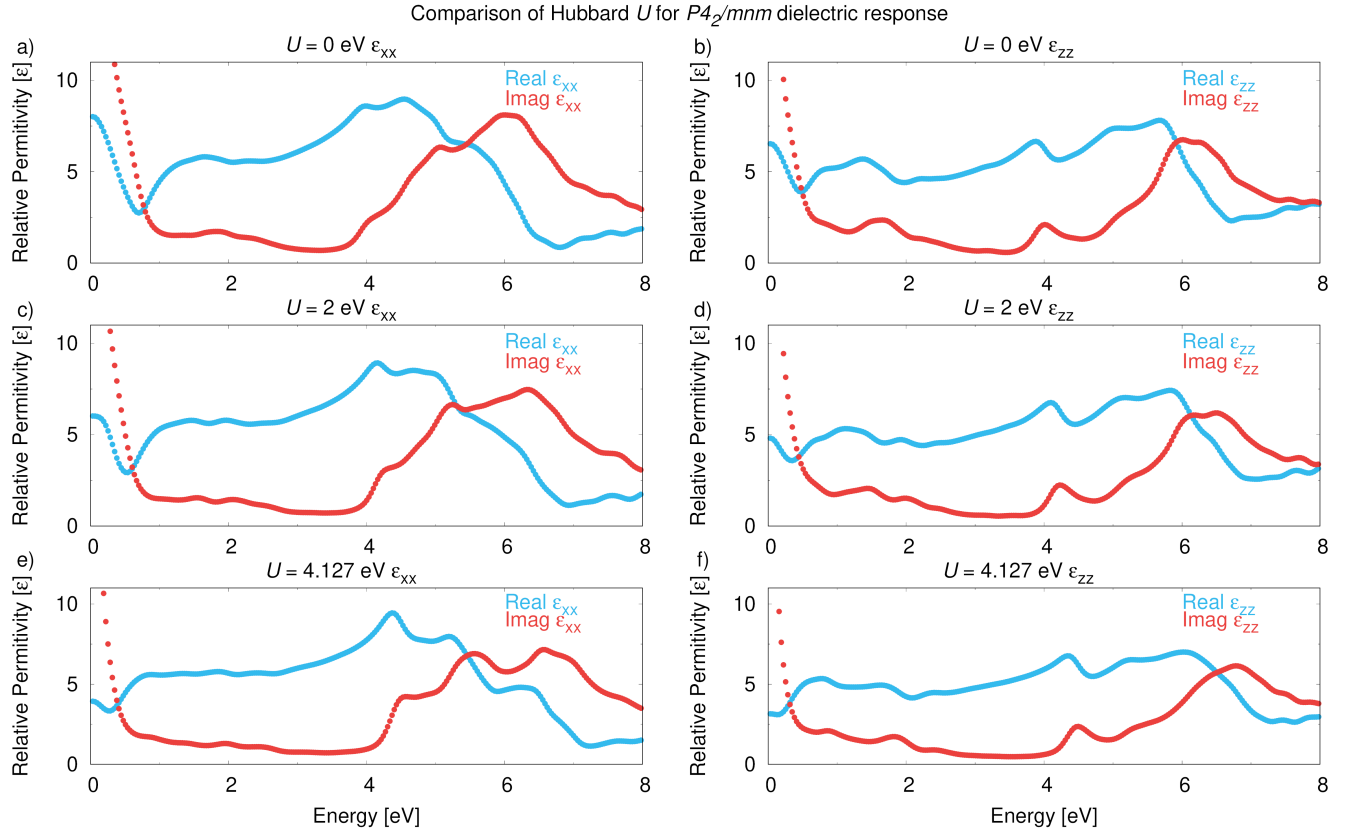 Comparison of Hubbard U for P4₂/mnm dielectric response
a) U = 0 eV εxx
b) U = 0 eV εzz
Relative Permitivity [ε]
10
5
0
Real εxx
Imag εxx
0 2 4 6 8
Relative Permitivity [ε]
10
5
0
Real εzz
Imag εzz
0 2 4 6 8
c) U = 2 eV εxx
d) U = 2 eV εzz
Relative Permitivity [ε]
10
5
0
Real εxx
Imag εxx
0 2 4 6 8
Relative Permitivity [ε]
10
5
0
Real εzz
Imag εzz
0 2 4 6 8
e) U = 4.127 eV εxx
f) U = 4.127 eV εzz
Relative Permitivity [ε]
10
5
0
Real εxx
Imag εxx
0 2 4 6 8
Energy [eV]
Relative Permitivity [ε]
10
5
0
Real εzz
Imag εzz
0 2 4 6 8
Energy [eV]